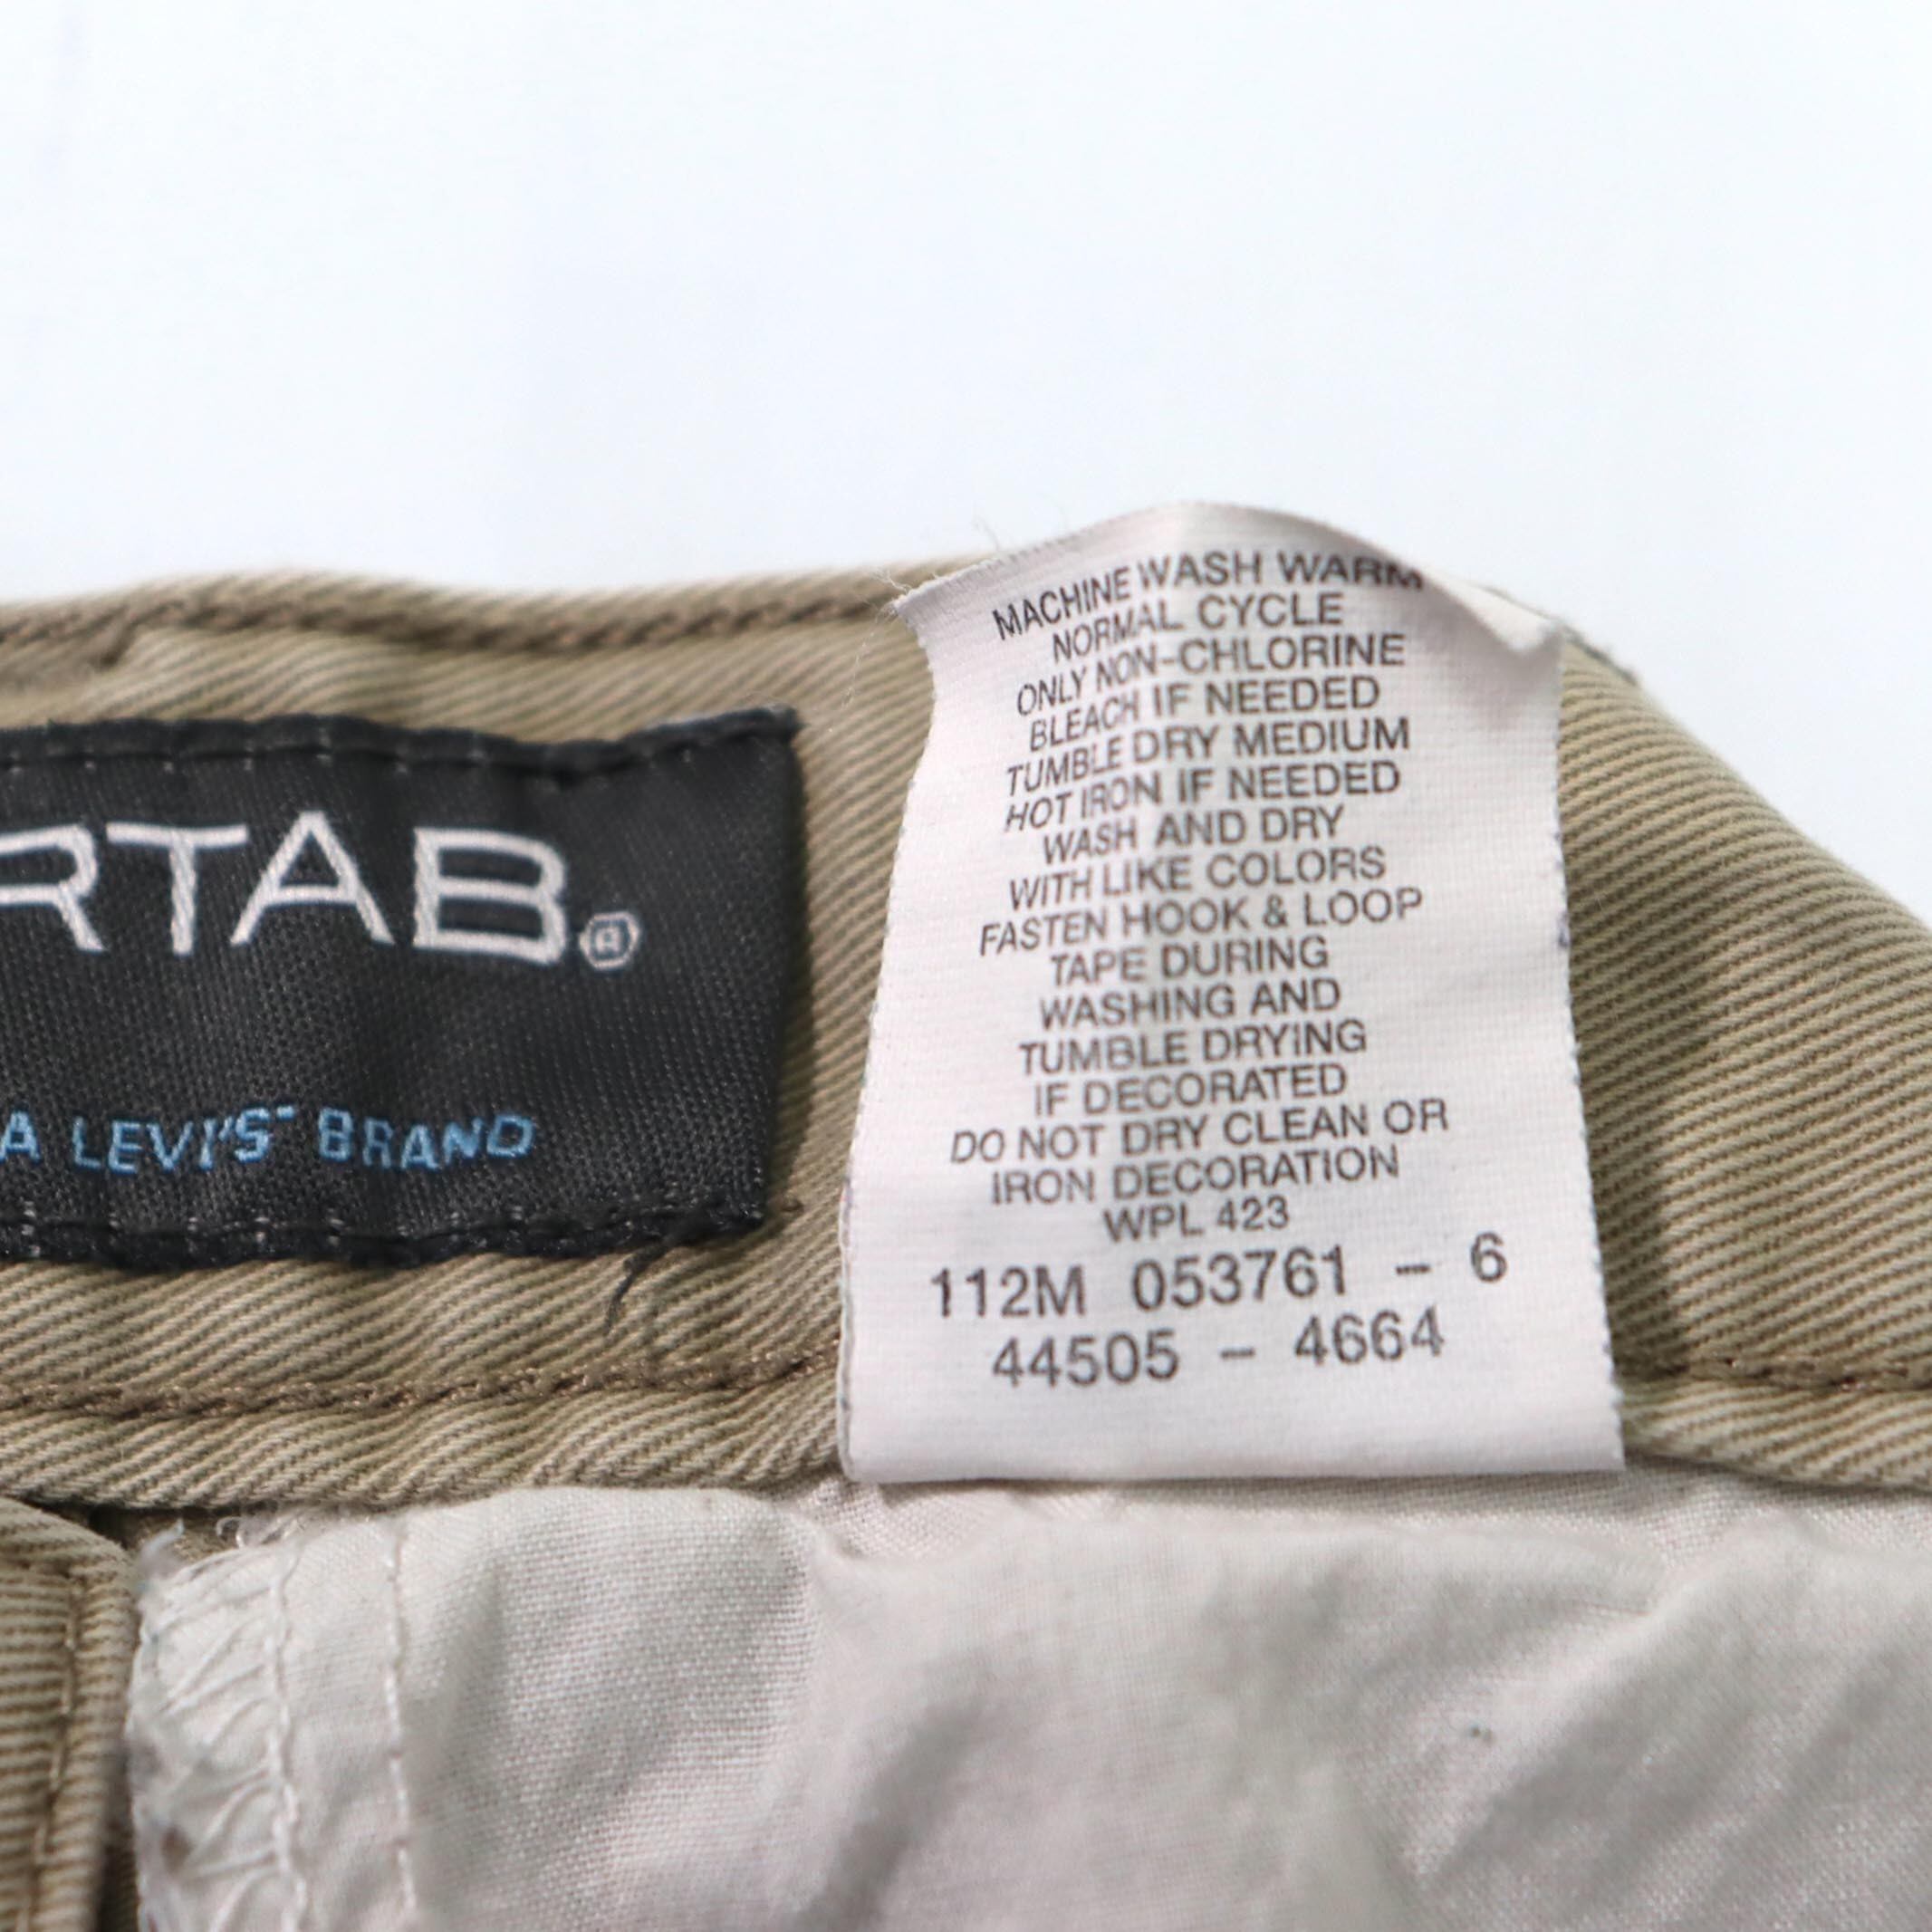 RTAB®
A LEVI'S™ BRAND
MACHINE WASH WARM
NORMAL CYCLE
ONLY NON-CHLORINE
BLEACH IF NEEDED
TUMBLE DRY MEDIUM
HOT IRON IF NEEDED
WASH AND DRY
WITH LIKE COLORS
FASTEN HOOK & LOOP
TAPE DURING
WASHING AND
TUMBLE DRYING
IF DECORATED
DO NOT DRY CLEAN OR
IRON DECORATION
WPL 423
112M 053761 - 6
44505 - 4664